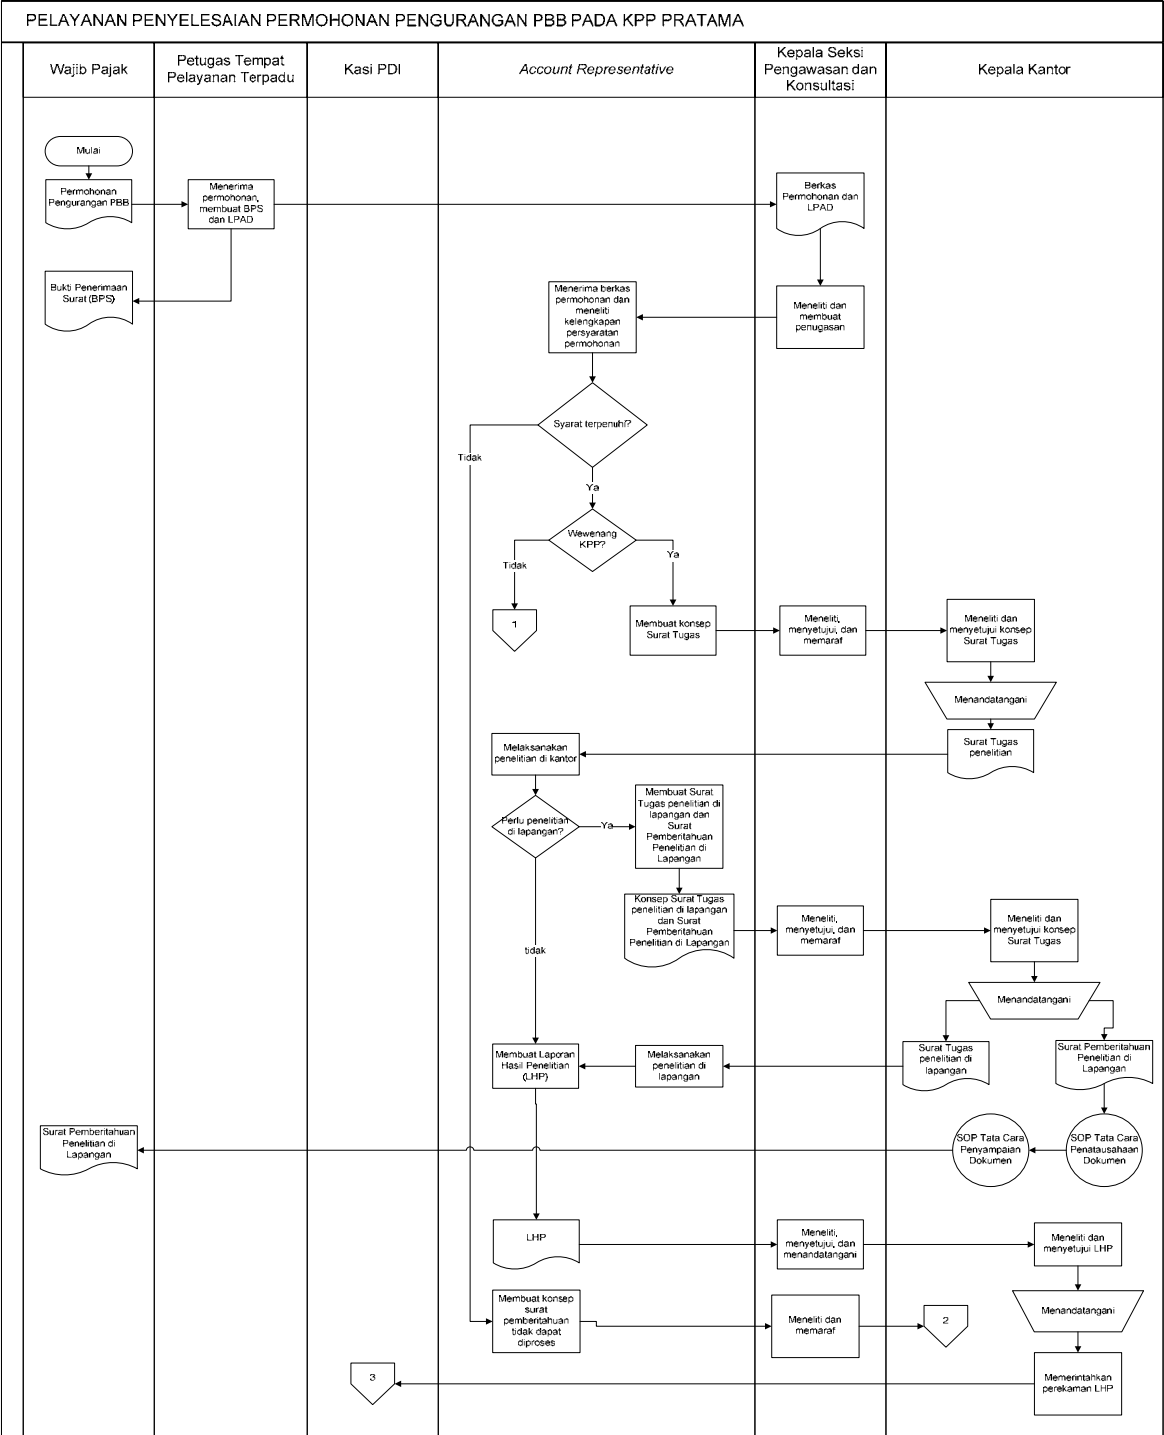 PELAYANAN PENYELESAIAN PERMOHONAN PENGURANGAN PBB PADA KPP PRATAMA
Wajib Pajak
Petugas Tempat
Pelayanan Terpadu
Kasi PDI
Account Representative
Kepala Seksi
Pengawasan dan
Konsultasi
Kepala Kantor
Mulai
Permohonan
Pengurangan PBB
Menerima
permohonan,
membuat BPS
dan LPAD
Berkas
Permohonan dan
LPAD
Bukti Penerimaan
Surat (BPS)
Menerima berkas
permohonan dan
meneliti
kelengkapan
persyaratan
permohonan
Meneliti dan
membuat
penugasan
Syarat terpenuhi?
Tidak
Ya
Wewenang
KPP?
Tidak
Ya
1
Membuat konsep
Surat Tugas
Meneliti,
menyetujui, dan
memaraf
Meneliti dan
menyetujui konsep
Surat Tugas
Menandatangani
Surat Tugas
penelitian
Melaksanakan
penelitian di kantor
Perlu penelitian
di lapangan?
Ya
Membuat Surat
Tugas penelitian di
lapangan dan
Surat
Pemberitahuan
Penelitian di
Lapangan
Konsep Surat Tugas
penelitian di lapangan
dan Surat
Pemberitahuan
Penelitian di Lapangan
Meneliti,
menyetujui, dan
memaraf
Meneliti dan
menyetujui konsep
Surat Tugas
tidak
Menandatangani
Membuat Laporan
Hasil Penelitian
(LHP)
Melaksanakan
penelitian di
lapangan
Surat Tugas
penelitian di
lapangan
Surat Pemberitahuan
Penelitian di
Lapangan
Surat Pemberitahuan
Penelitian di
Lapangan
SOP Tata Cara
Penyampaian
Dokumen
SOP Tata Cara
Penatausahaan
Dokumen
LHP
Meneliti,
menyetujui, dan
menandatangani
Meneliti dan
menyetujui LHP
Membuat konsep
surat
pemberitahuan
tidak dapat
diproses
Meneliti dan
memaraf
2
Menandatangani
3
Memerintahkan
perekaman LHP